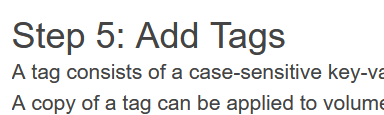 Step 5: Add Tags
A tag consists of a case-sensitive key-va
A copy of a tag can be applied to volume